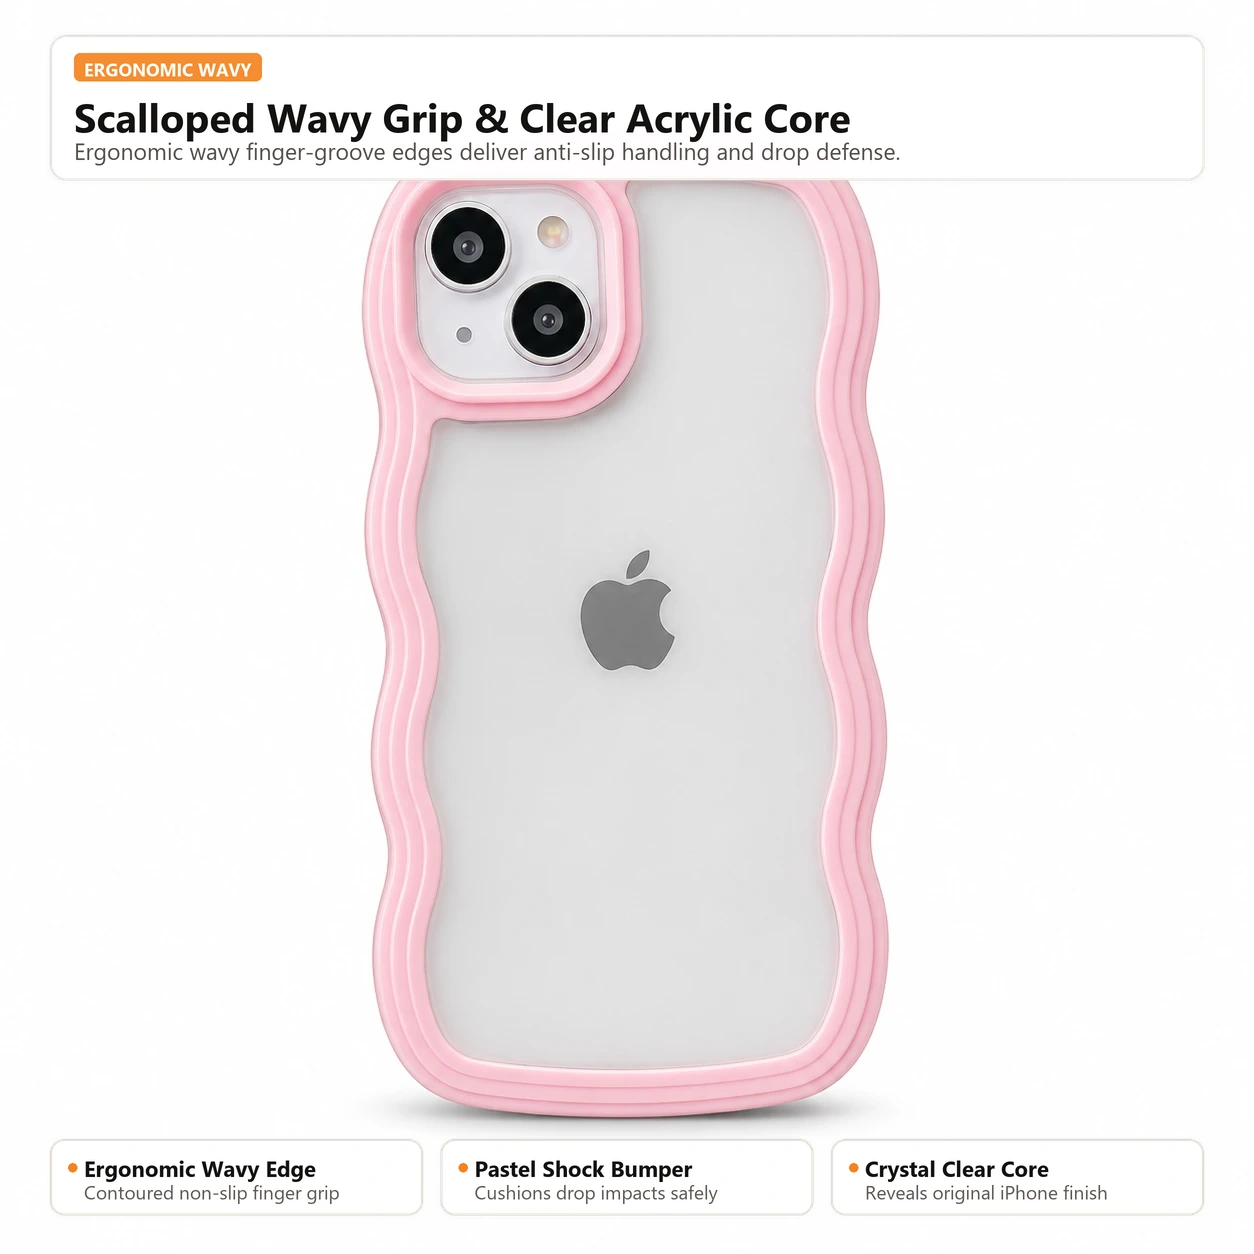 ERGONOMIC WAVY
Scalloped Wavy Grip & Clear Acrylic Core
Ergonomic wavy finger-groove edges deliver anti-slip handling and drop defense.
Ergonomic Wavy Edge
Contoured non-slip finger grip
Pastel Shock Bumper
Cushions drop impacts safely
Crystal Clear Core
Reveals original iPhone finish